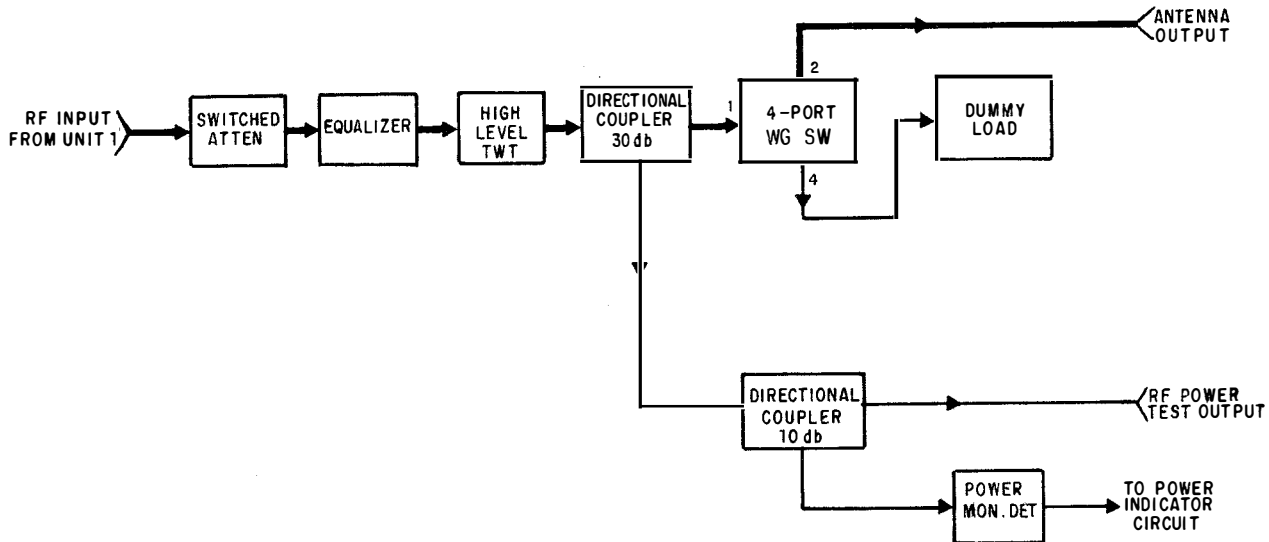 RF INPUT
FROM UNIT 1
SWITCHED
ATTEN
EQUALIZER
HIGH
LEVEL
TWT
DIRECTIONAL
COUPLER
30 db
1
4-PORT
WG SW
2
4
ANTENNA
OUTPUT
DUMMY
LOAD
DIRECTIONAL
COUPLER
10 db
RF POWER
TEST OUTPUT
POWER
MON. DET
TO POWER
INDICATOR
CIRCUIT